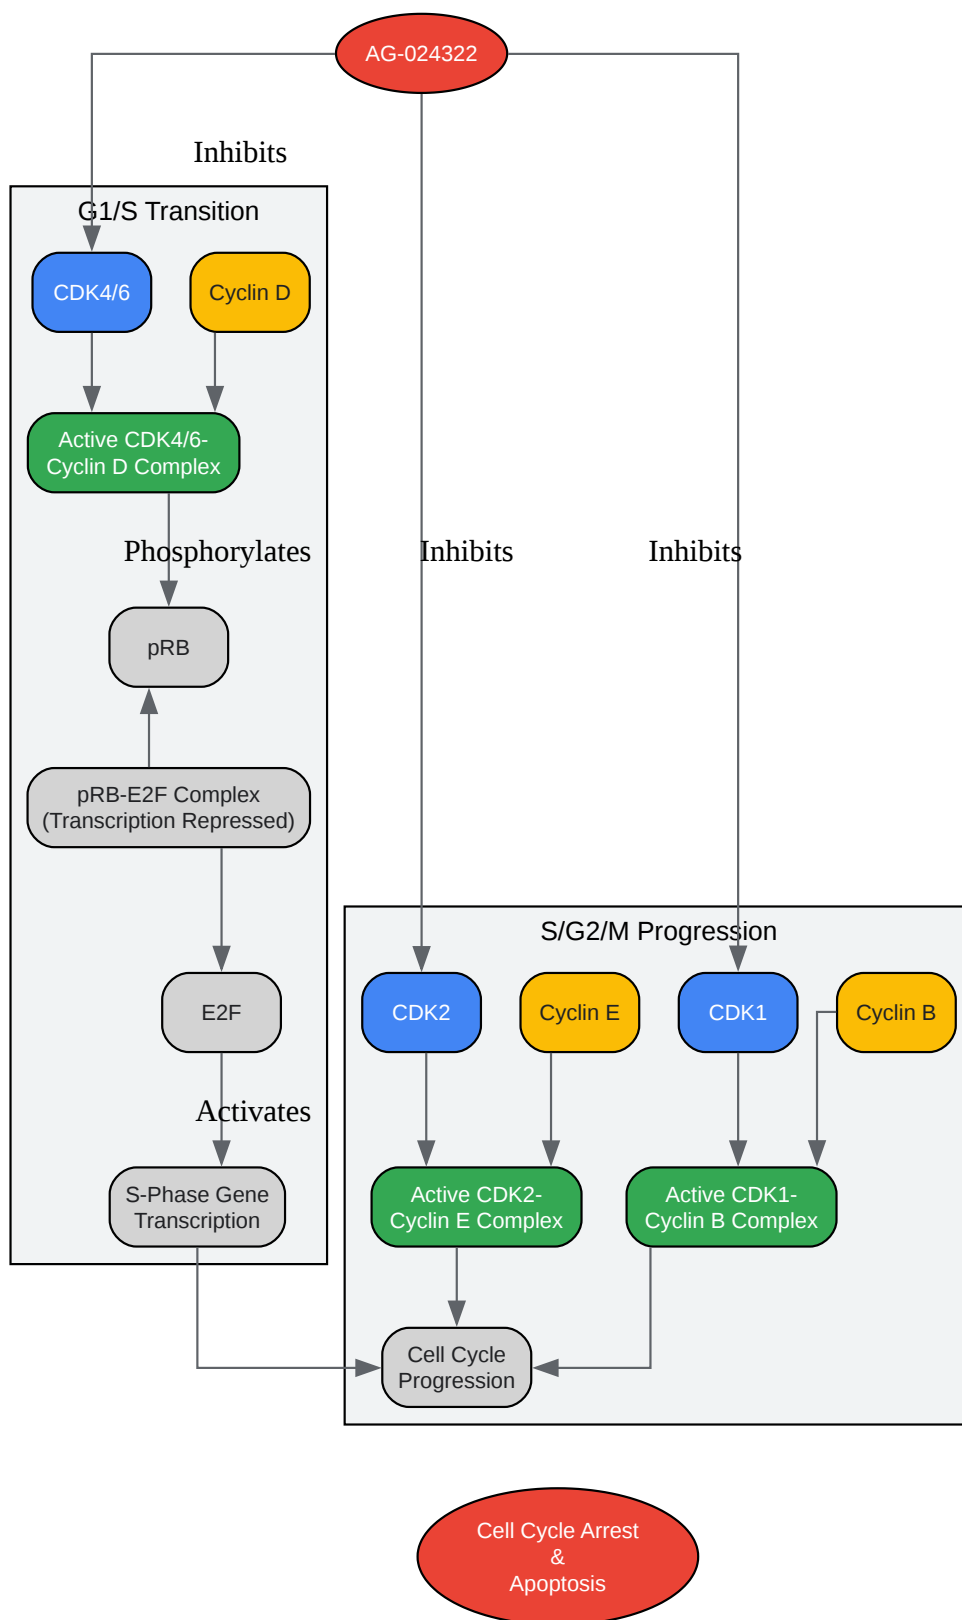 AG-024322
Inhibits
G1/S Transition
CDK4/6
Cyclin D
Active CDK4/6-
Cyclin D Complex
Phosphorylates
Inhibits
Inhibits
pRB
pRB-E2F Complex
(Transcription Repressed)
S/G2/M Progression
E2F
CDK2
Cyclin E
CDK1
Cyclin B
Activates
S-Phase Gene
Transcription
Active CDK2-
Cyclin E Complex
Active CDK1-
Cyclin B Complex
Cell Cycle
Progression
Cell Cycle Arrest
&
Apoptosis